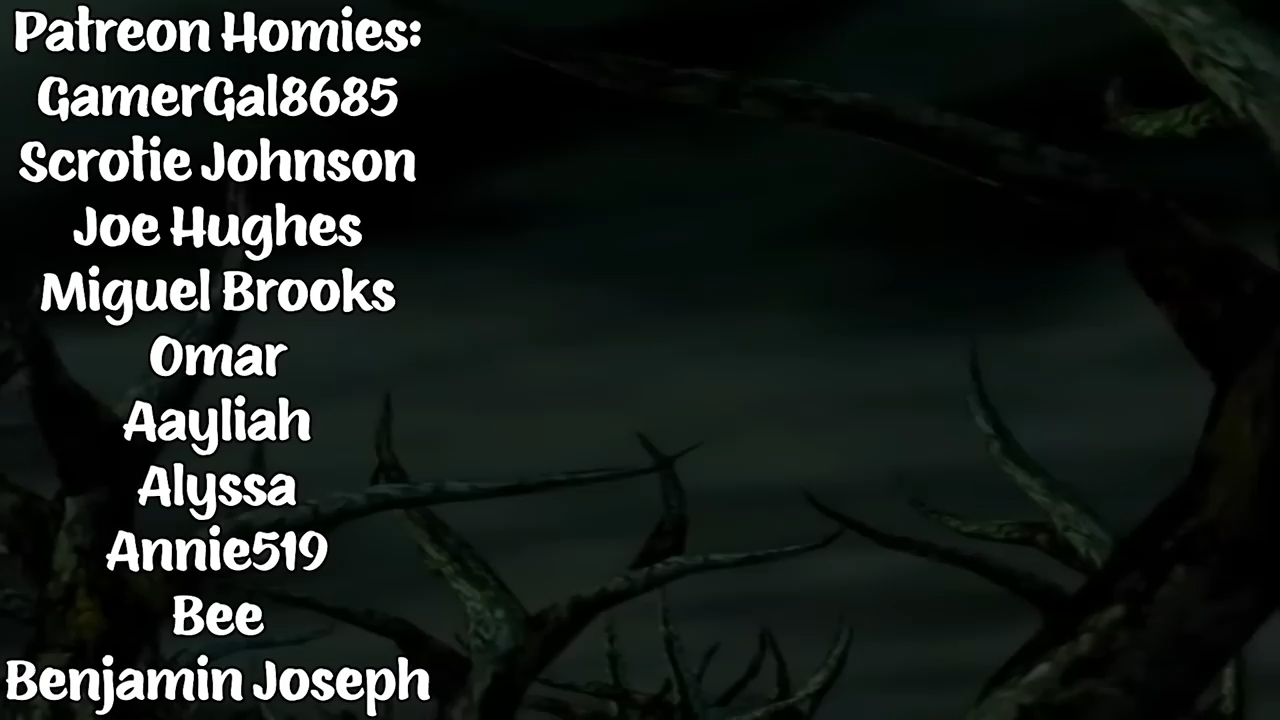 Patreon Homies:
GamerGal8685
Scrotie Johnson
Joe Hughes
Miguel Brooks
Omar
Aayliah
Alyssa
Annie519
Bee
Benjamin Joseph